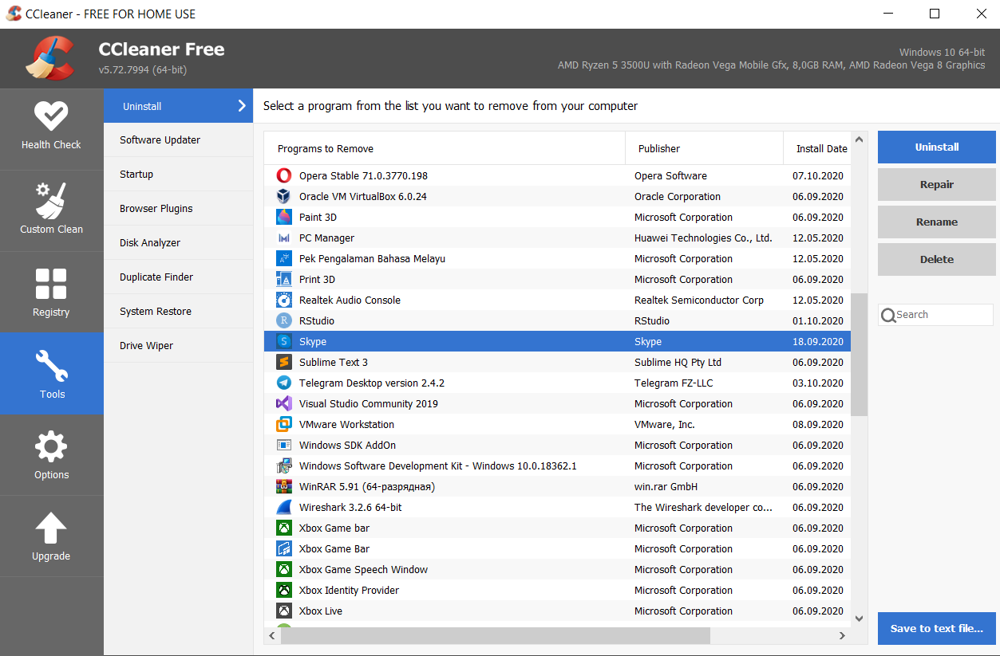 CCleaner - FREE FOR HOME USE
CCleaner Free
v5.72.7994 (64-bit)
Windows 10 64-bit
AMD Ryzen 5 3500U with Radeon Vega Mobile Gfx, 8,0GB RAM, AMD Radeon Vega 8 Graphics
Health Check
Custom Clean
Registry
Tools
Options
Upgrade
Uninstall
Software Updater
Startup
Browser Plugins
Disk Analyzer
Duplicate Finder
System Restore
Drive Wiper
Select a program from the list you want to remove from your computer
Programs to Remove Publisher Install Date
Opera Stable 71.0.3770.198 Opera Software 07.10.2020
Oracle VM VirtualBox 6.0.24 Oracle Corporation 06.09.2020
Paint 3D Microsoft Corporation 06.09.2020
PC Manager Huawei Technologies Co., Ltd. 12.05.2020
Pek Pengalaman Bahasa Melayu Microsoft Corporation 12.05.2020
Print 3D Microsoft Corporation 06.09.2020
Realtek Audio Console Realtek Semiconductor Corp 12.05.2020
R RStudio RStudio 01.10.2020
S Skype Skype 18.09.2020
Sublime Text 3 Sublime HQ Pty Ltd 06.09.2020
Telegram Desktop version 2.4.2 Telegram FZ-LLC 03.10.2020
Visual Studio Community 2019 Microsoft Corporation 06.09.2020
VMware Workstation VMware, Inc. 08.09.2020
Windows SDK AddOn Microsoft Corporation 06.09.2020
Windows Software Development Kit - Windows 10.0.18362.1 Microsoft Corporation 06.09.2020
WinRAR 5.91 (64-разрядная) win.rar GmbH 06.09.2020
Wireshark 3.2.6 64-bit The Wireshark developer co... 06.09.2020
Xbox Game bar Microsoft Corporation 06.09.2020
Xbox Game Bar Microsoft Corporation 06.09.2020
Xbox Game Speech Window Microsoft Corporation 06.09.2020
Xbox Identity Provider Microsoft Corporation 06.09.2020
Xbox Live Microsoft Corporation 06.09.2020
Uninstall
Repair
Rename
Delete
Search
Save to text file...